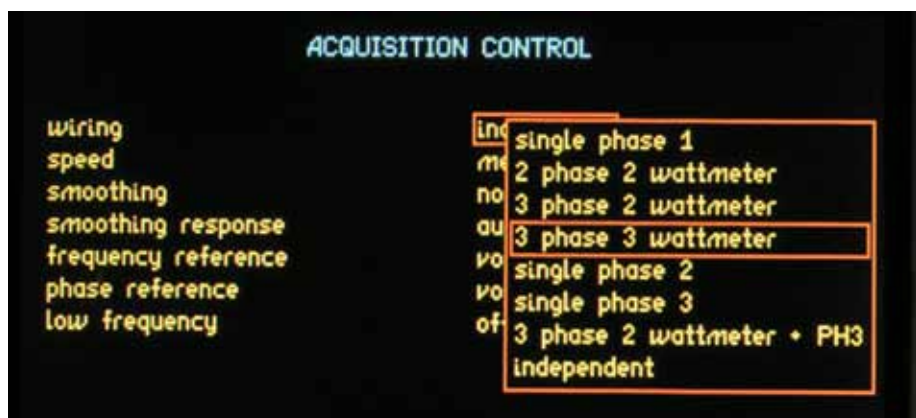 ACQUISITION CONTROL
wiring
speed
smoothing
smoothing response
frequency reference
phase reference
low frequency
single phase 1
2 phase 2 wattmeter
3 phase 2 wattmeter
3 phase 3 wattmeter
single phase 2
single phase 3
3 phase 2 wattmeter + PH3
independent